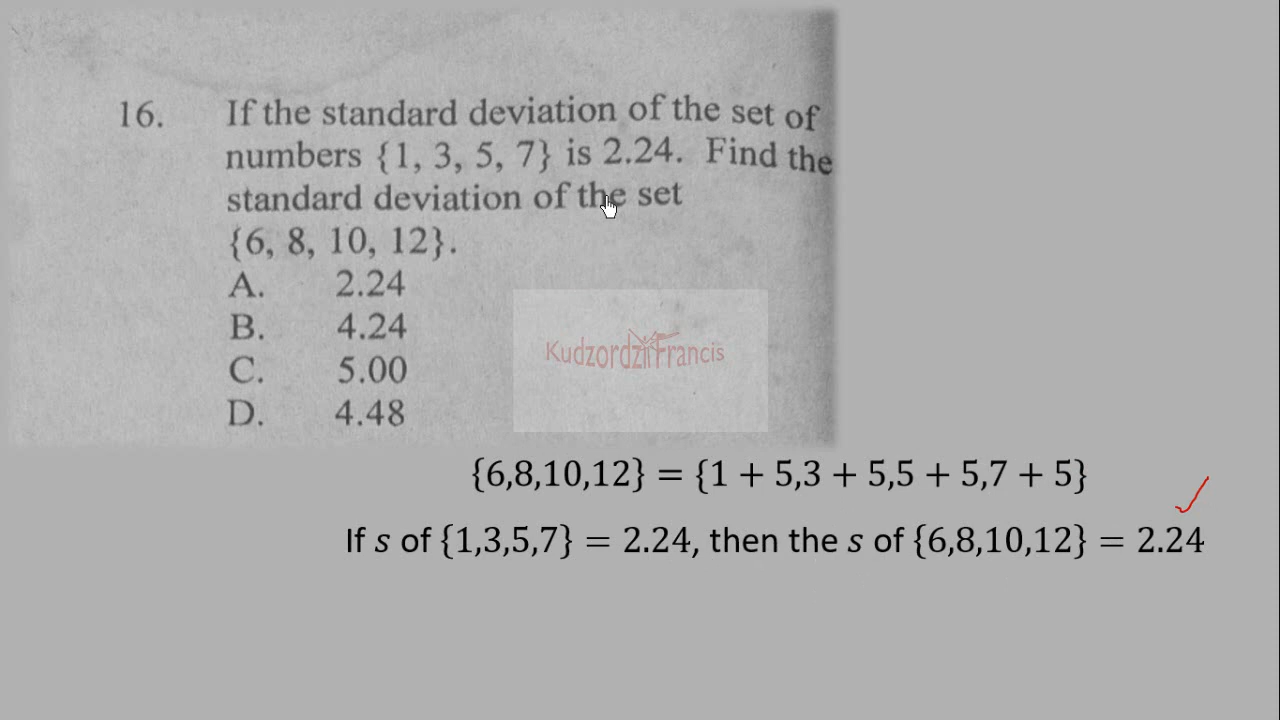 16. If the standard deviation of the set of
numbers {1, 3, 5, 7} is 2.24. Find the
standard deviation of the set
{6, 8, 10, 12}.
A. 2.24
B. 4.24
C. 5.00
D. 4.48
Kudzordzi Francis
{6,8,10,12} = {1 + 5,3 + 5,5 + 5,7 + 5}
If s of {1,3,5,7} = 2.24, then the s of {6,8,10,12} = 2.24